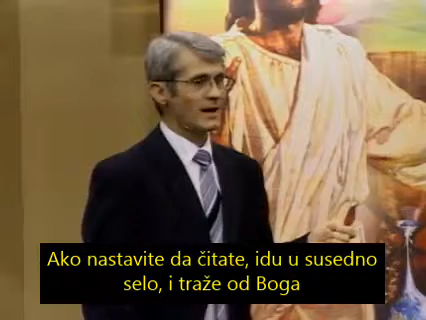 Ako nastavite da čitate, idu u susedno
selo, i traže od Boga